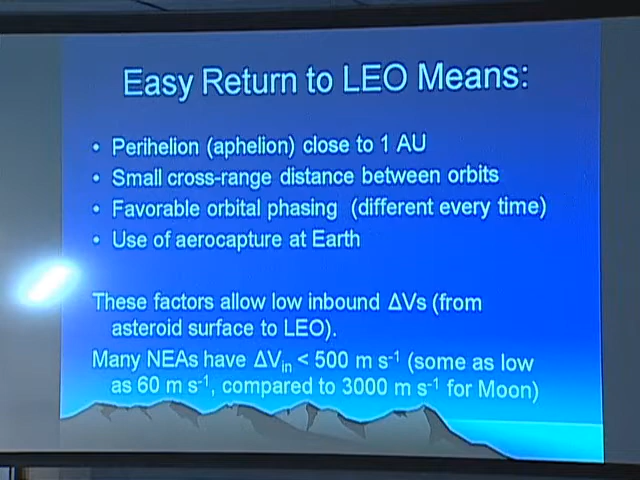 Easy Return to LEO Means:
• Perihelion (aphelion) close to 1 AU
• Small cross-range distance between orbits
• Favorable orbital phasing (different every time)
• Use of aerocapture at Earth
These factors allow low inbound ΔVs (from
asteroid surface to LEO).
Many NEAs have ΔVin < 500 m s-1 (some as low
as 60 m s-1, compared to 3000 m s-1 for Moon)